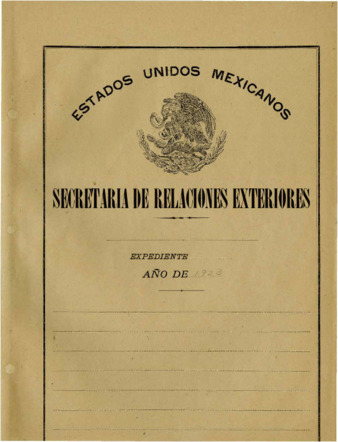 ESTADOS UNIDOS MEXICANOS
SECRETARIA DE RELACIONES EXTERIORES
EXPEDIENTE
AÑO DE